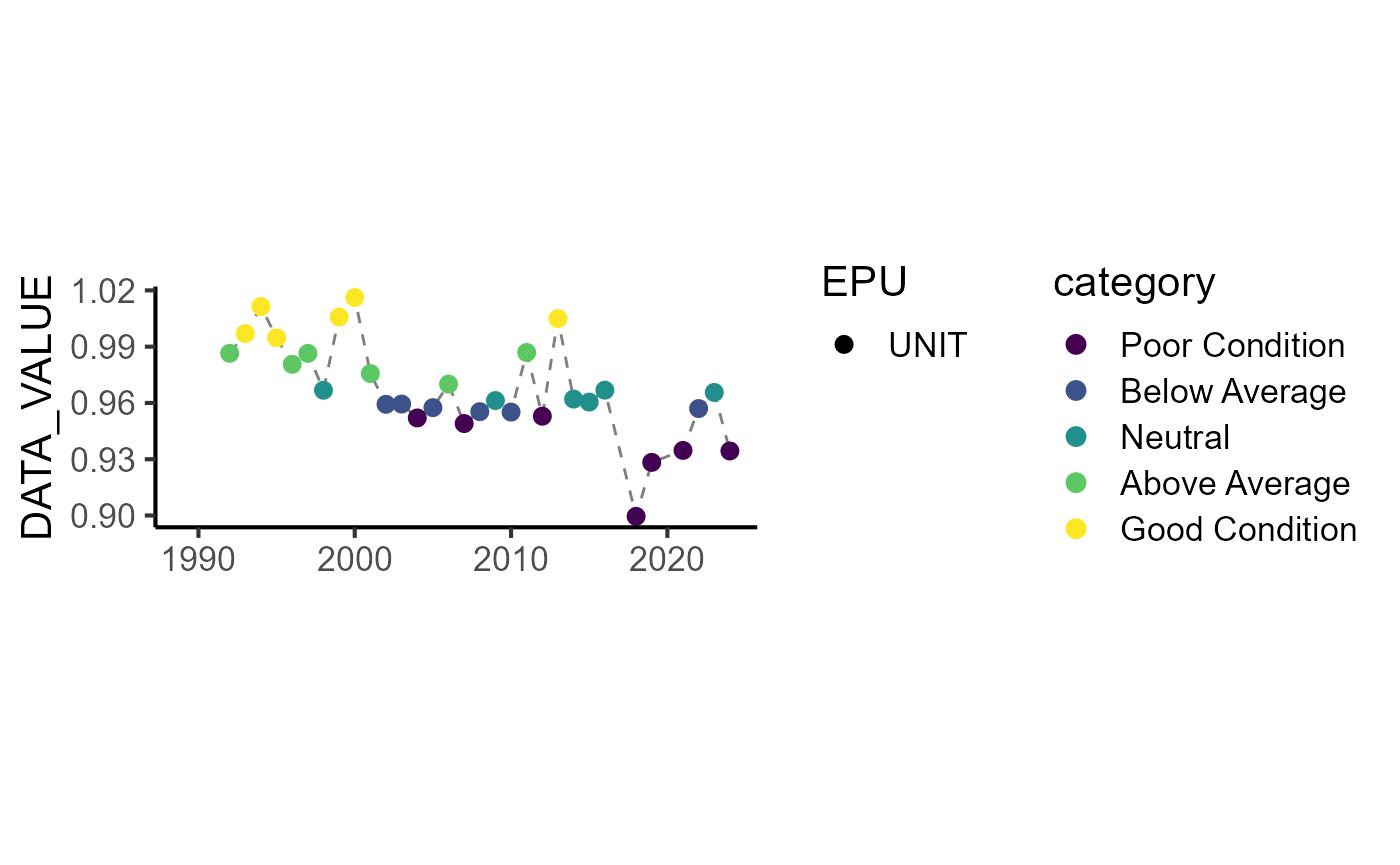 DATA_VALUE
1.02
0.99
0.96
0.93
0.90
1990 2000 2010 2020
EPU
UNIT
category
Poor Condition
Below Average
Neutral
Above Average
Good Condition